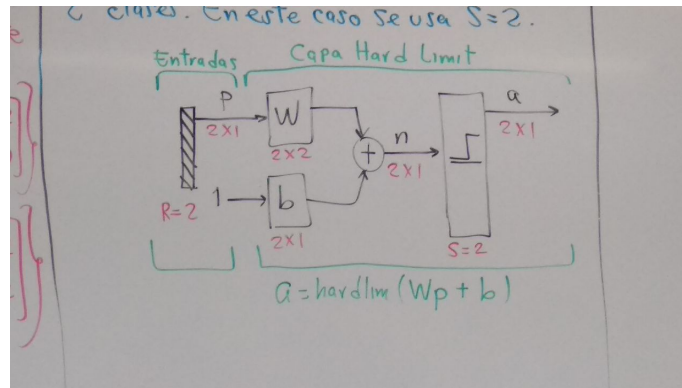 2 clases. En este caso se usa S=2.
Entradas Capa Hard Limit
P W a
2x1 2x2 2x1
+ n
2x1
R=2 1 b
2x1 S=2
a=hardlim(Wp+b)